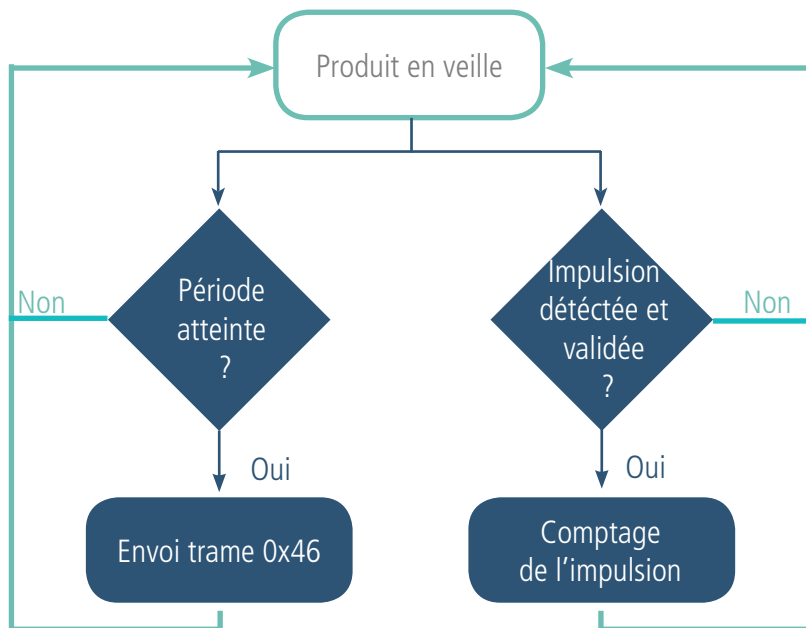 Produit en veille
Période
atteinte
?
Non
Oui
Envoi trame 0x46
Impulsion
détéctée et
validée
?
Non
Oui
Comptage
de l'impulsion